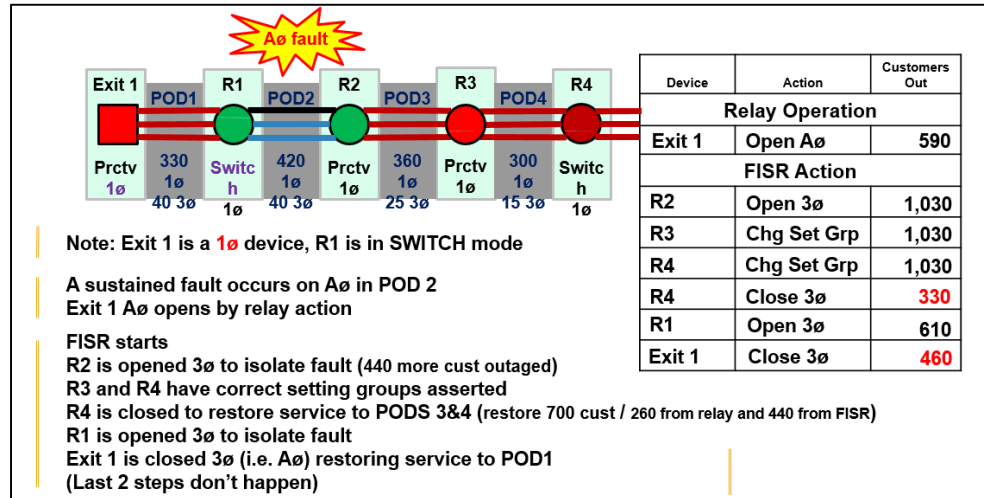 Aø fault
Exit 1 R1 R2 R3 R4
POD1 POD2 POD3 POD4
Prctv 330 Switc 420 Prctv 360 Prctv 300 Switc
1ø 1ø h 1ø 1ø 1ø 1ø 1ø h
40 3ø 1ø 40 3ø 25 3ø 15 3ø 1ø
Note: Exit 1 is a 1ø device, R1 is in SWITCH mode
A sustained fault occurs on Aø in POD 2
Exit 1 Aø opens by relay action
FISR starts
R2 is opened 3ø to isolate fault (440 more cust outaged)
R3 and R4 have correct setting groups asserted
R4 is closed to restore service to PODS 3&4 (restore 700 cust / 260 from relay and 440 from FISR)
R1 is opened 3ø to isolate fault
Exit 1 is closed 3ø (i.e. Aø) restoring service to POD1
(Last 2 steps don't happen)
Device Action Customers Out
Relay Operation
Exit 1 Open Aø 590
FISR Action
R2 Open 3ø 1,030
R3 Chg Set Grp 1,030
R4 Chg Set Grp 1,030
R4 Close 3ø 330
R1 Open 3ø 610
Exit 1 Close 3ø 460